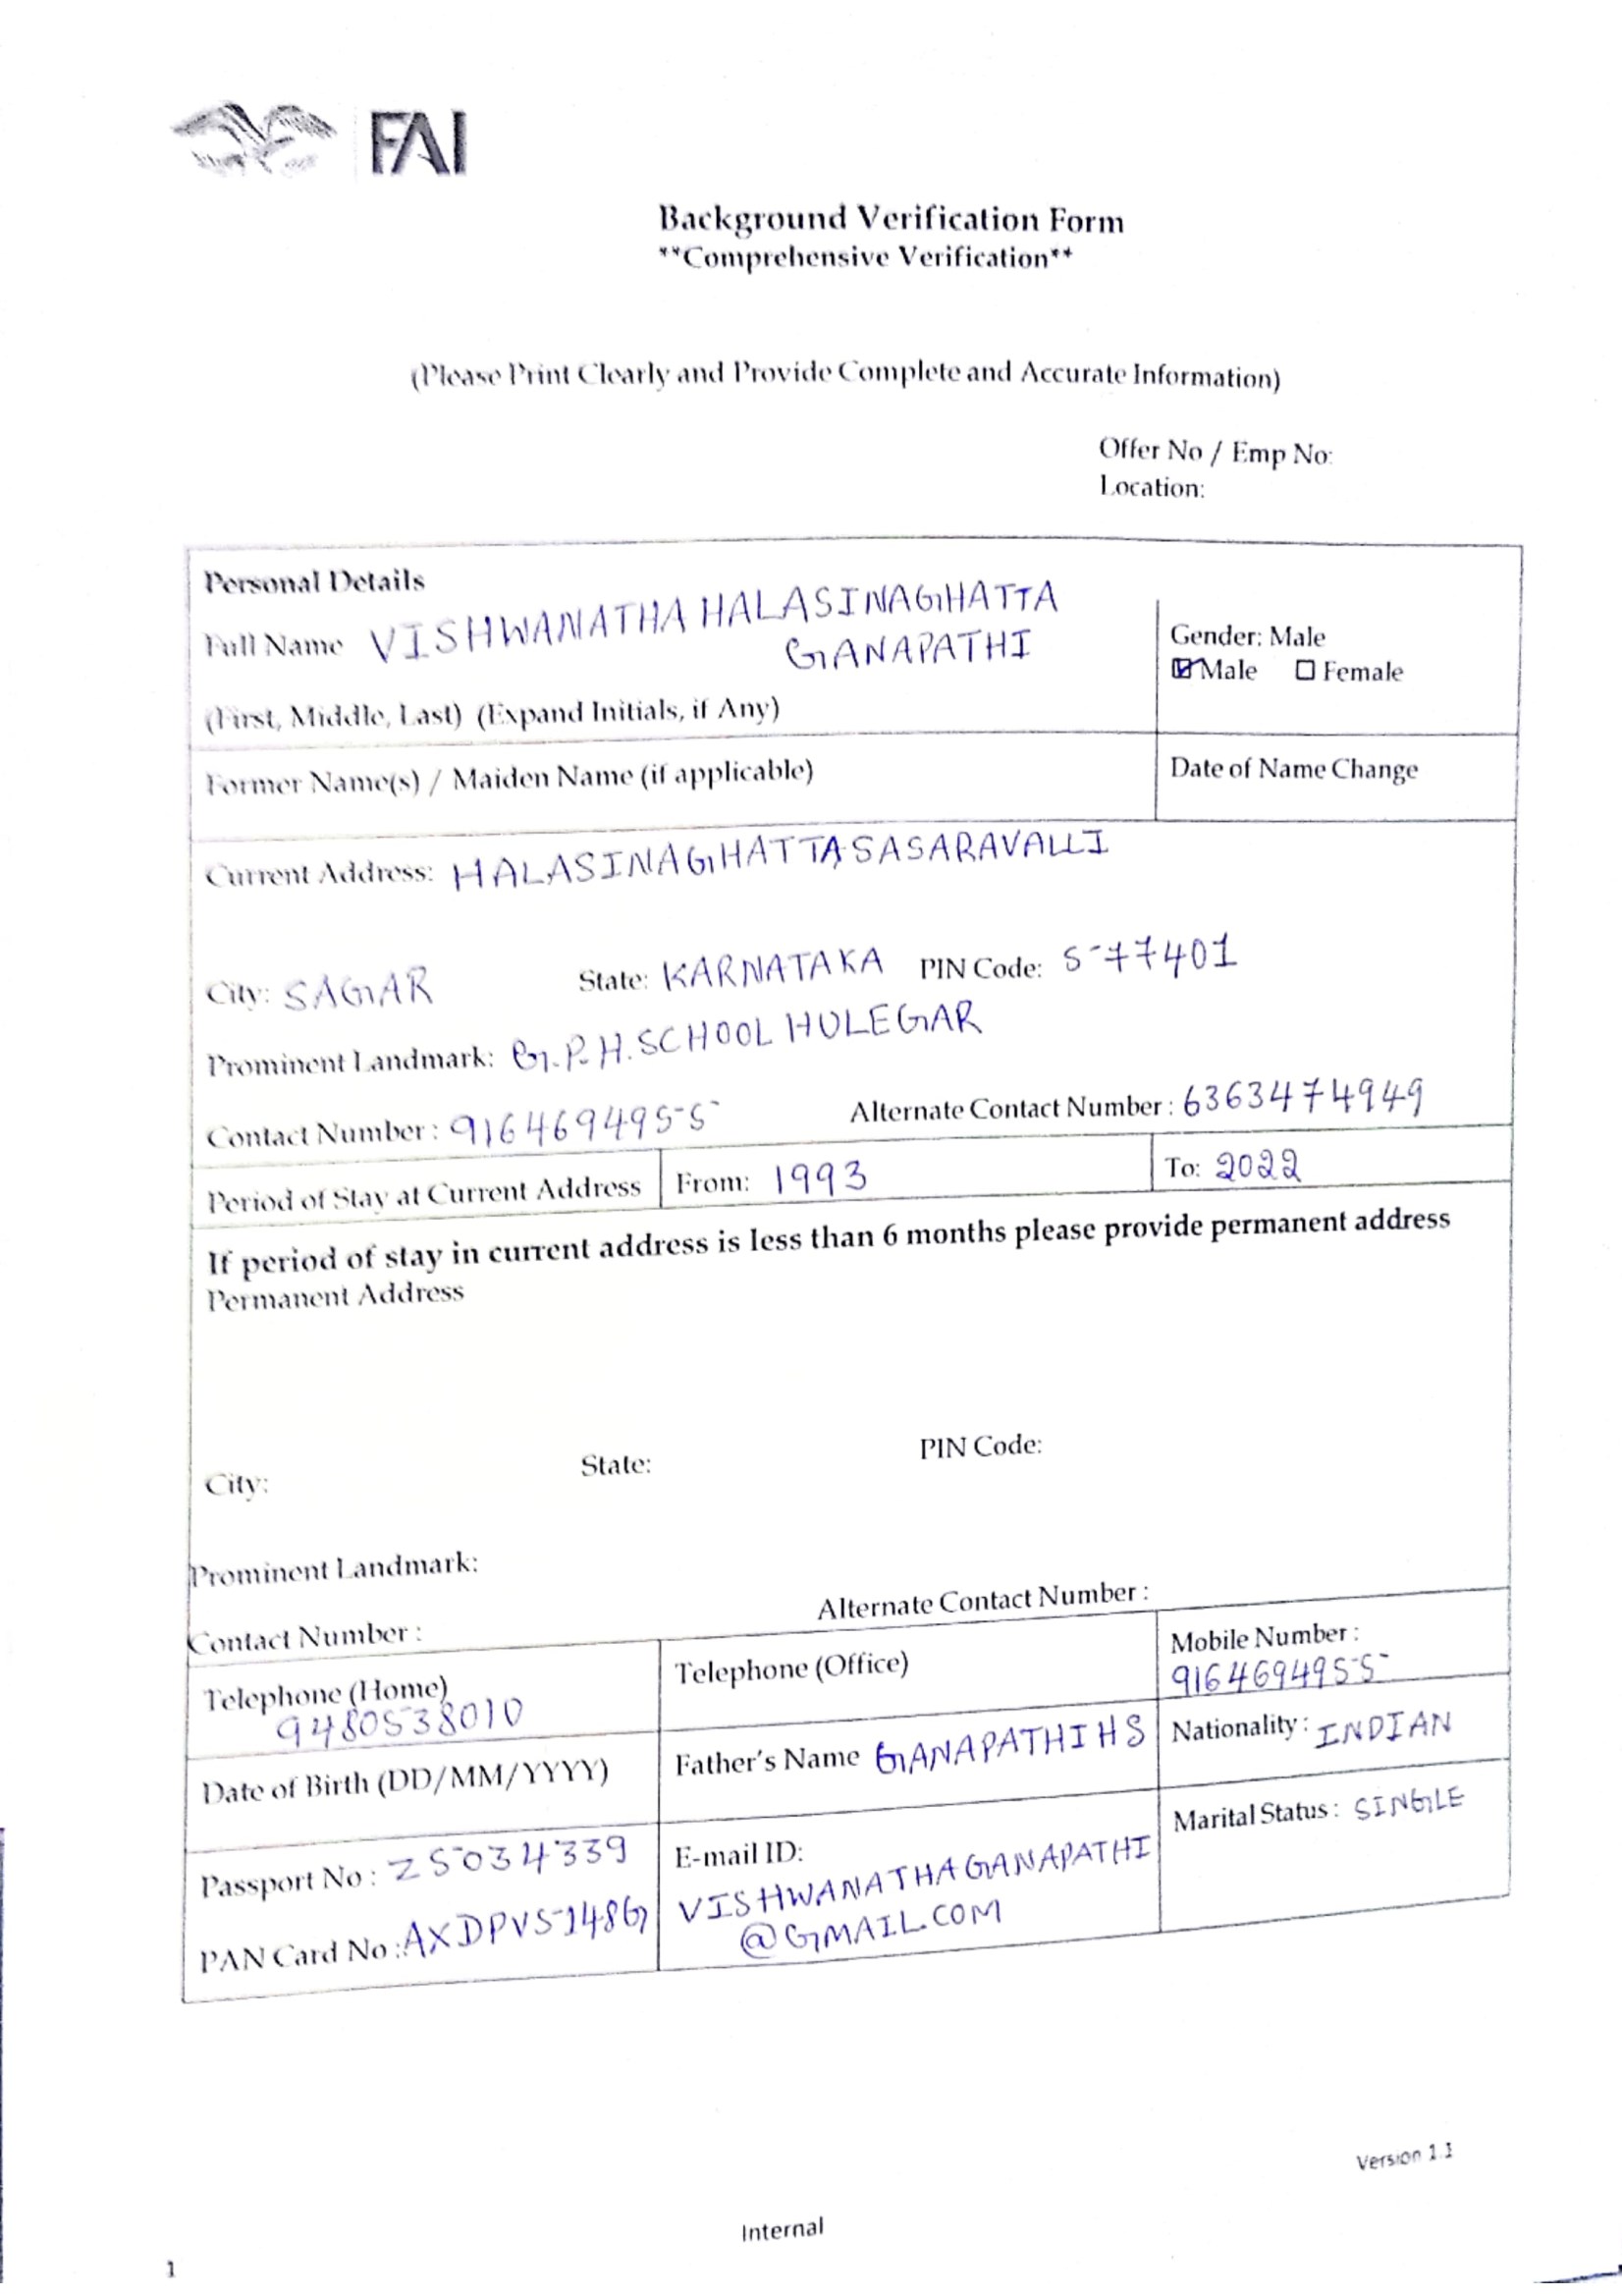 FAI
Background Verification Form
**Comprehensive Verification**
(Please Print Clearly and Provide Complete and Accurate Information)
Offer No / Emp No:
Location:
Personal Details
Full Name VISHWANATHA HALASINAGHATTA
GANAPATHI
(First, Middle, Last) (Expand Initials, if Any)
Gender: Male
Male Female
Former Name(s) / Maiden Name (if applicable)
Date of Name Change
Current Address: HALASINAGHATTA SASARAVALLI
City: SAGAR State: KARNATAKA PIN Code: 577401
Prominent Landmark: G.P.H. SCHOOL HULEGAR
Contact Number : 9164694955 Alternate Contact Number : 6363474949
Period of Stay at Current Address From: 1993 To: 2022
If period of stay in current address is less than 6 months please provide permanent address
Permanent Address
City: State: PIN Code:
Prominent Landmark:
Contact Number : Alternate Contact Number :
Telephone (Home)
9480538010
Telephone (Office)
Mobile Number :
9164694955
Date of Birth (DD/MM/YYYY)
Father's Name GANAPATHI H S
Nationality : INDIAN
Passport No : Z5034339
PAN Card No : AXDPV5148G
E-mail ID:
VISHWANATHAGANAPATHI
@GMAIL.COM
Marital Status : SINGLE
Version 1.1
Internal
1